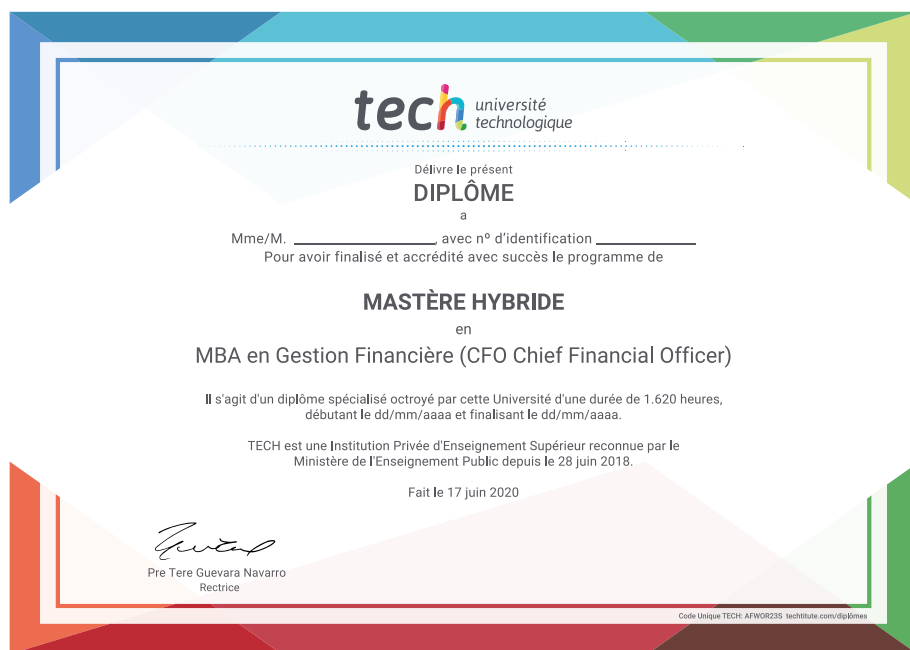 tech université
technologique
Délivre le présent
DIPLÔME
a
Mme/M. ____________________, avec nº d'identification ______________
Pour avoir finalisé et accrédité avec succès le programme de
MASTÈRE HYBRIDE
en
MBA en Gestion Financière (CFO Chief Financial Officer)
Il s'agit d'un diplôme spécialisé octroyé par cette Université d'une durée de 1.620 heures,
débutant le dd/mm/aaaa et finalisant le dd/mm/aaaa.
TECH est une Institution Privée d'Enseignement Supérieur reconnue par le
Ministère de l'Enseignement Public depuis le 28 juin 2018.
Fait le 17 juin 2020
Pre Tere Guevara Navarro
Rectrice
Code Unique TECH: AFWOR23S techtitute.com/diplômes